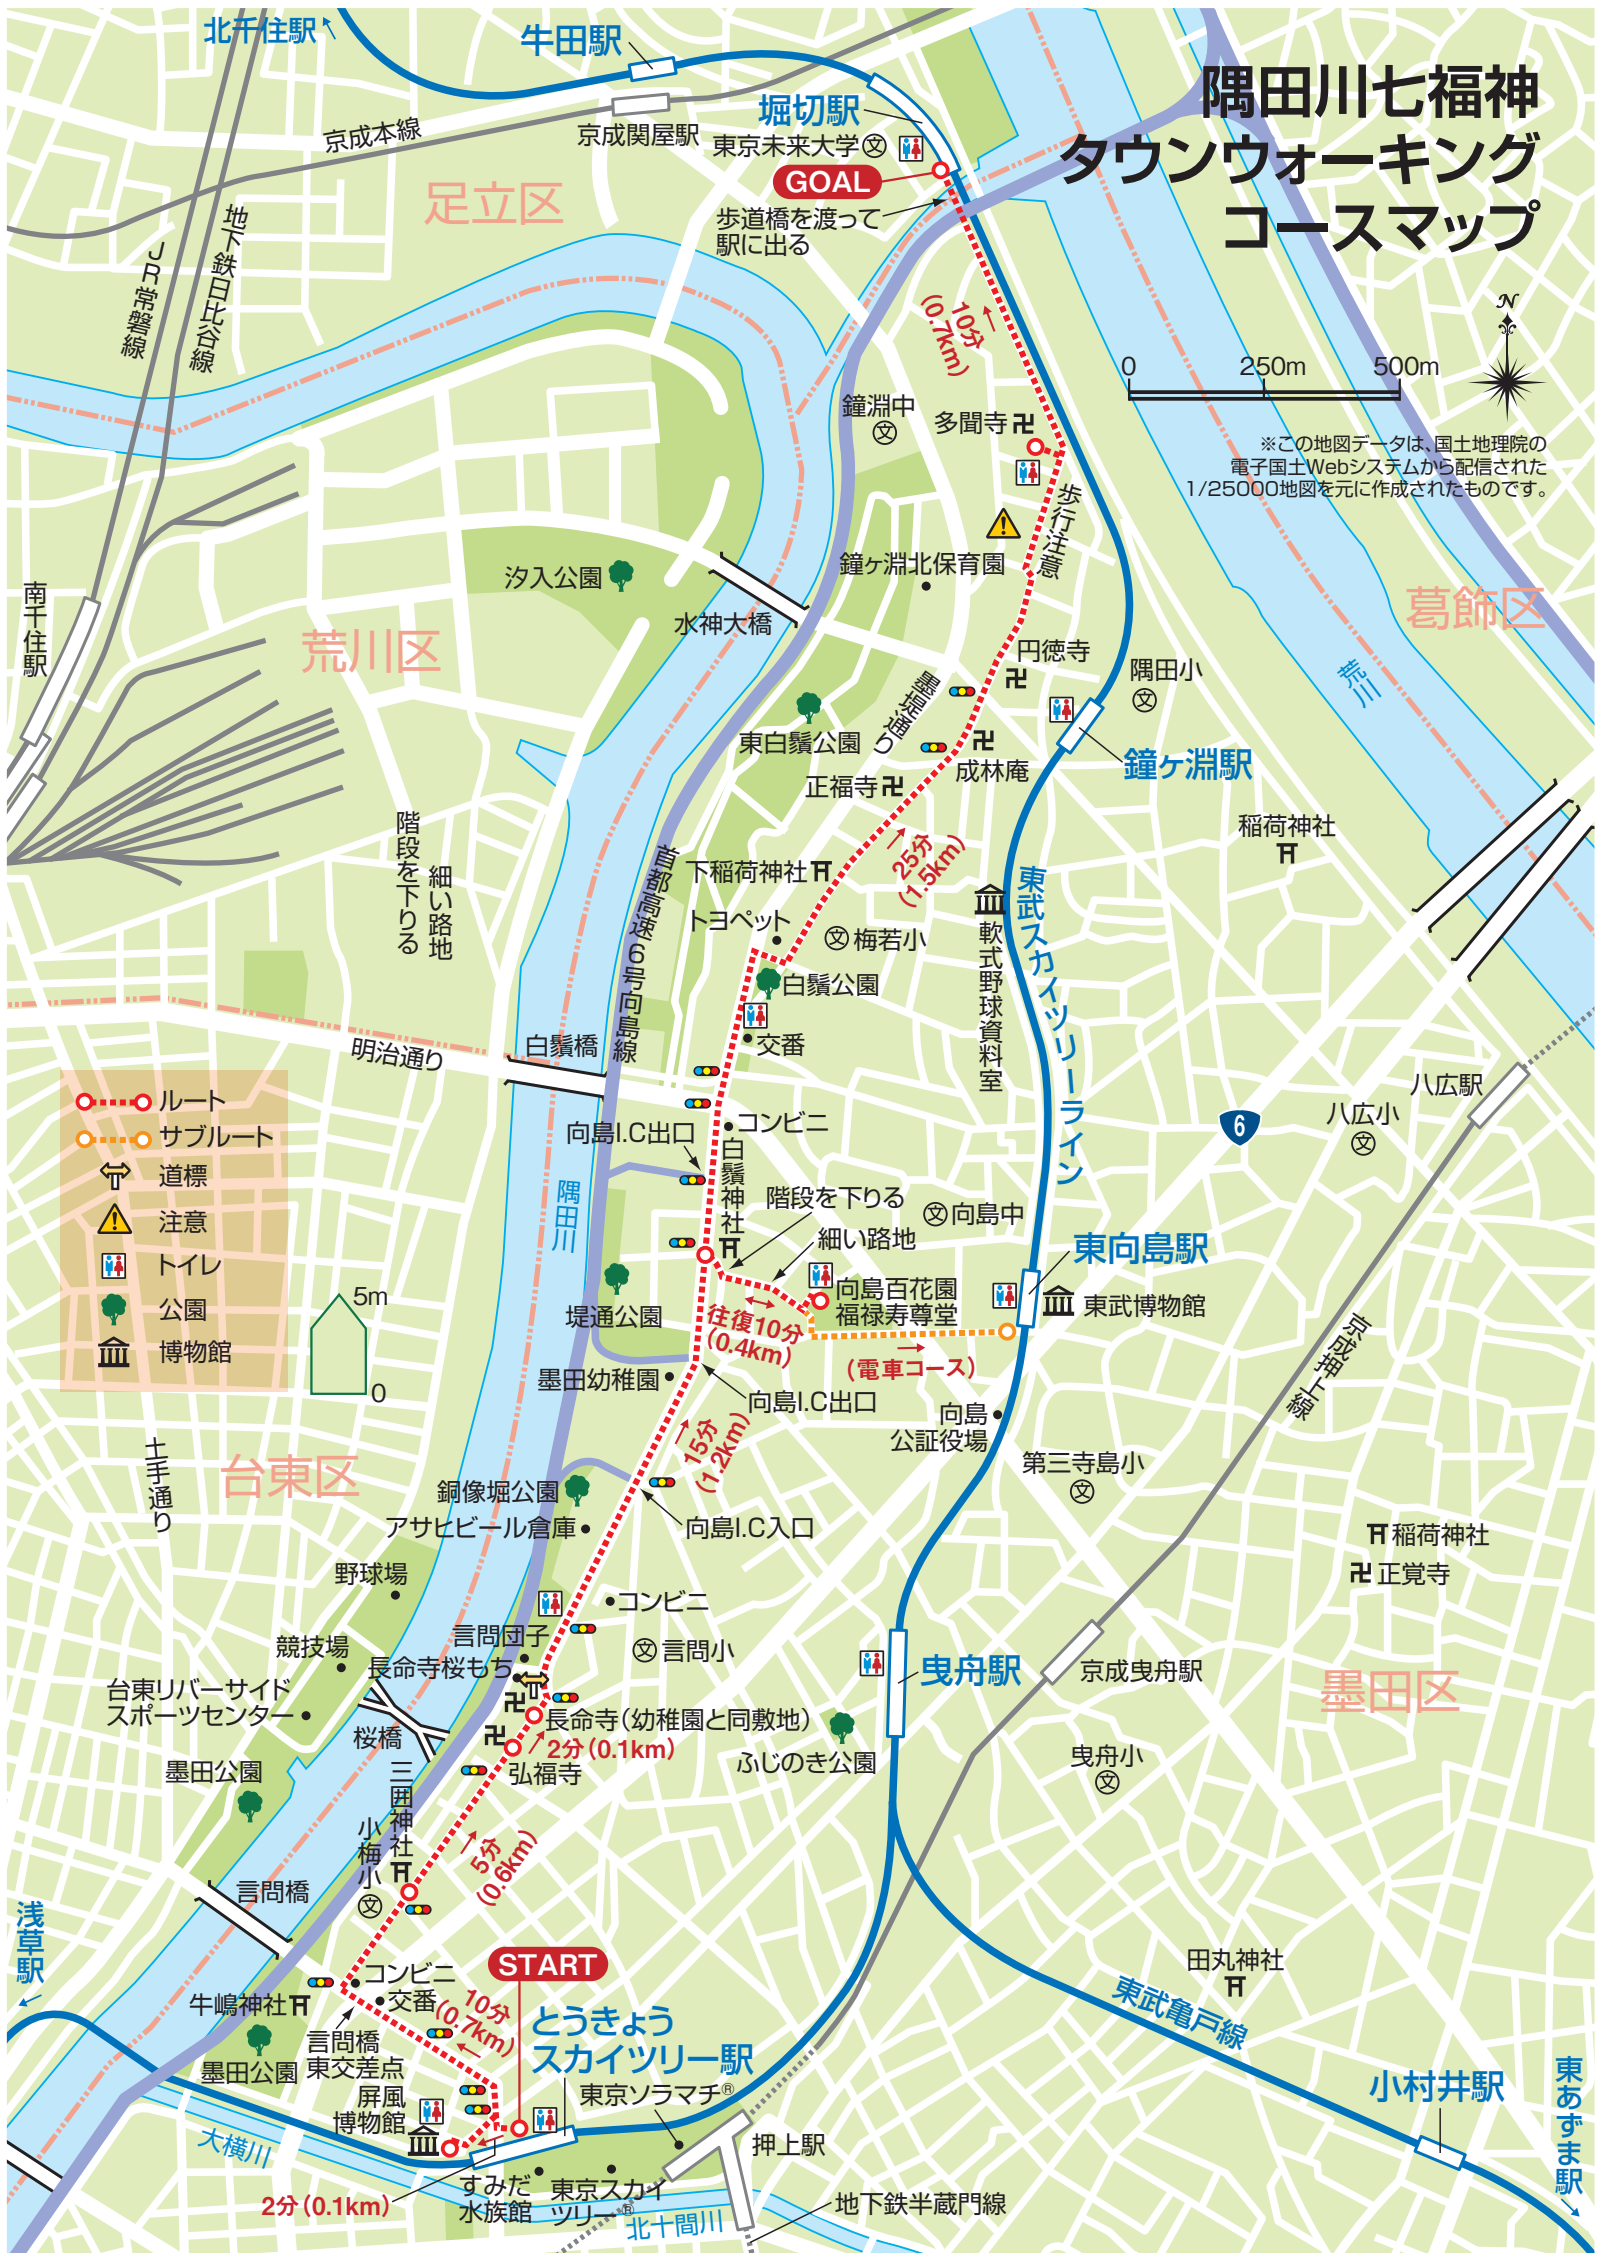 隅田川七福神
タウンウォーキング
コースマップ
北千住駅
牛田駅
堀切駅
京成本線
京成関屋駅
東京未来大学
文
GOAL
歩道橋を渡って
駅に出る
足立区
地下鉄日比谷線
JR常磐線
N
0 250m 500m
※この地図データは、国土地理院の
電子国土Webシステムから配信された
1/25000地図を元に作成されたものです。
10分
(0.7km)
鐘淵中
文
多聞寺
歩行注意
鐘ヶ淵北保育園
汐入公園
水神大橋
南千住駅
荒川区
葛飾区
荒川
円徳寺
隅田小
文
墨堤通り
東白鬚公園
成林庵
鐘ヶ淵駅
正福寺
25分
(1.5km)
稲荷神社
階段を下りる
細い路地
首都高速6号向島線
下稲荷神社
トヨペット
文 梅若小
軟式野球資料室
東武スカイツリーライン
白鬚公園
交番
明治通り
白鬚橋
八広駅
八広小
文
6
コンビニ
向島I.C出口
白鬚神社
階段を下りる
細い路地
文 向島中
隅田川
東向島駅
向島百花園
福禄寿尊堂
東武博物館
堤通公園
往復10分
(0.4km)
(電車コース)
ルート
サブルート
道標
注意
トイレ
公園
博物館
5m
0
墨田幼稚園
向島I.C出口
向島
公証役場
京成押上線
15分
(1.2km)
第三寺島小
文
土手通り
台東区
銅像堀公園
アサヒビール倉庫
向島I.C入口
稲荷神社
正覚寺
野球場
コンビニ
言問団子
文 言問小
競技場
長命寺桜もち
曳舟駅
京成曳舟駅
墨田区
台東リバーサイド
スポーツセンター
桜橋
長命寺(幼稚園と同敷地)
2分(0.1km)
弘福寺
ふじのき公園
曳舟小
文
墨田公園
三囲神社
小梅小
文
5分
(0.6km)
言問橋
浅草駅
START
コンビニ
交番
牛嶋神社
10分
(0.7km)
とうきょう
スカイツリー駅
田丸神社
東武亀戸線
言問橋
東交差点
墨田公園
屏風
博物館
東京ソラマチ®
小村井駅
東あずま駅
大横川
押上駅
すみだ
水族館
東京スカイ
ツリー®
2分(0.1km)
北十間川
地下鉄半蔵門線